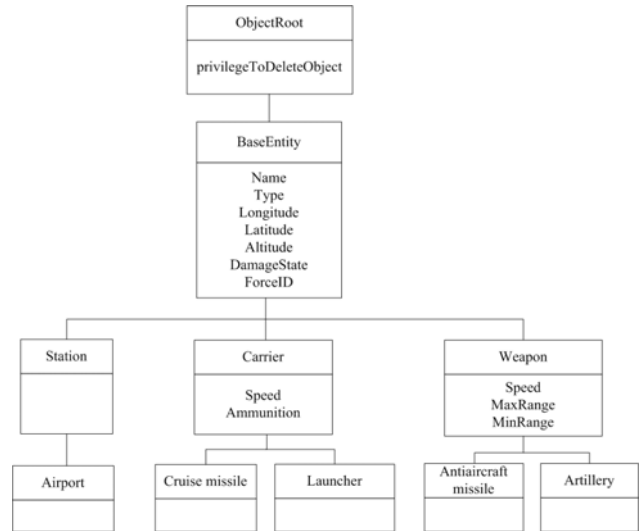 ObjectRoot
privilegeToDeleteObject
BaseEntity
Name
Type
Longitude
Latitude
Altitude
DamageState
ForceID
Station
Carrier
Weapon
Speed
Ammunition
Speed
MaxRange
MinRange
Airport
Cruise missile
Launcher
Antiaircraft
missile
Artillery